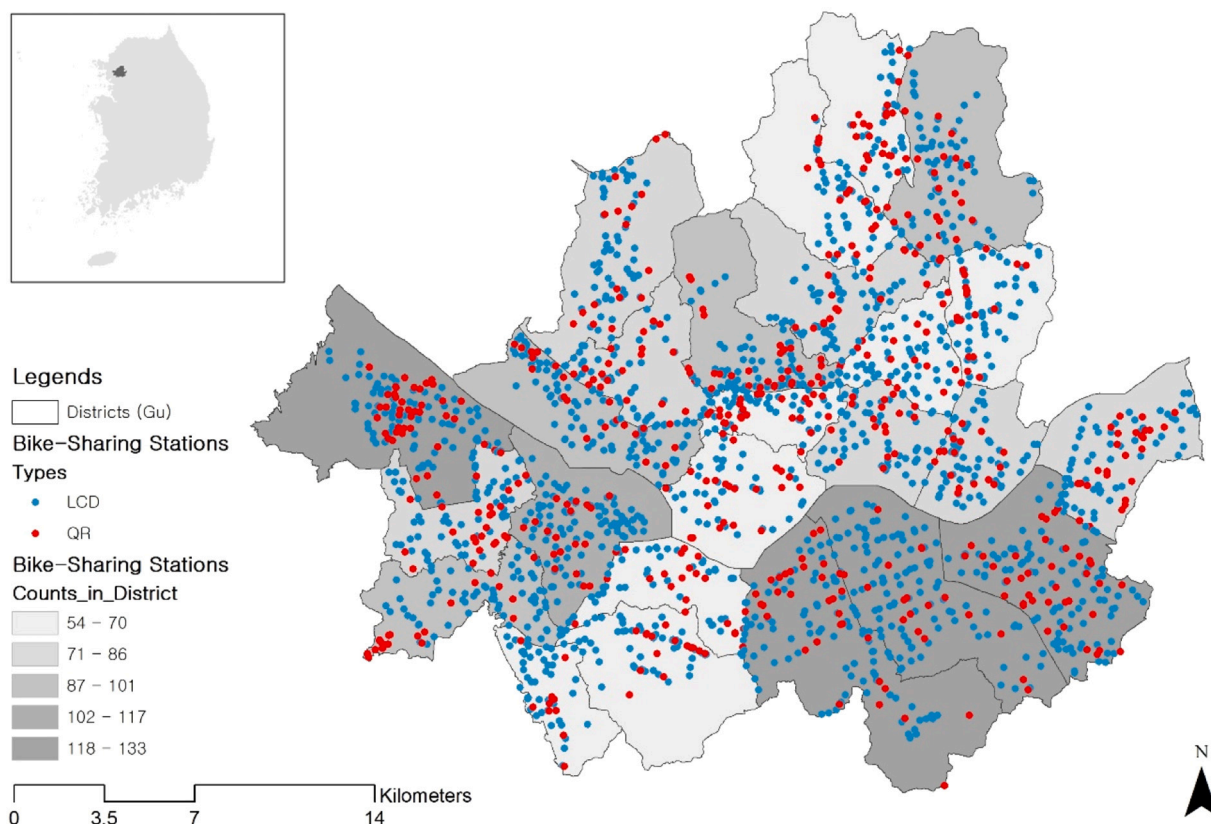 Legends
Districts (Gu)
Bike-Sharing Stations
Types
LCD
QR
Bike-Sharing Stations
Counts_in_District
54 - 70
71 - 86
87 - 101
102 - 117
118 - 133
Kilometers
0 3.5 7 14
N